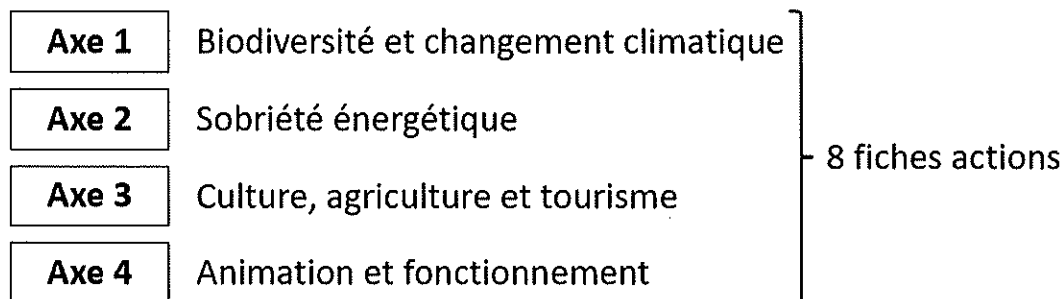 Axe 1 Biodiversité et changement climatique
Axe 2 Sobriété énergétique
8 fiches actions
Axe 3 Culture, agriculture et tourisme
Axe 4 Animation et fonctionnement